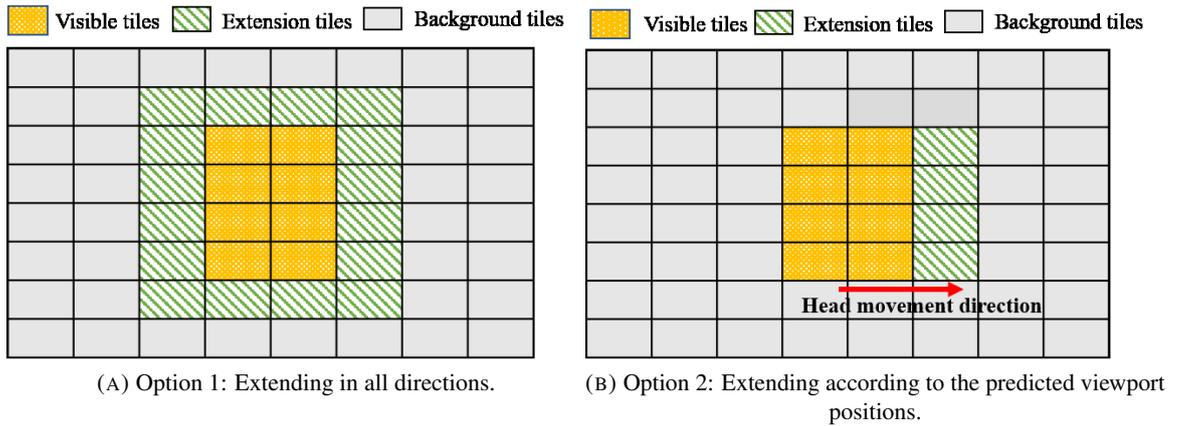 Visible tiles Extension tiles Background tiles
Visible tiles Extension tiles Background tiles
Head movement direction
(A) Option 1: Extending in all directions.
(B) Option 2: Extending according to the predicted viewport
positions.